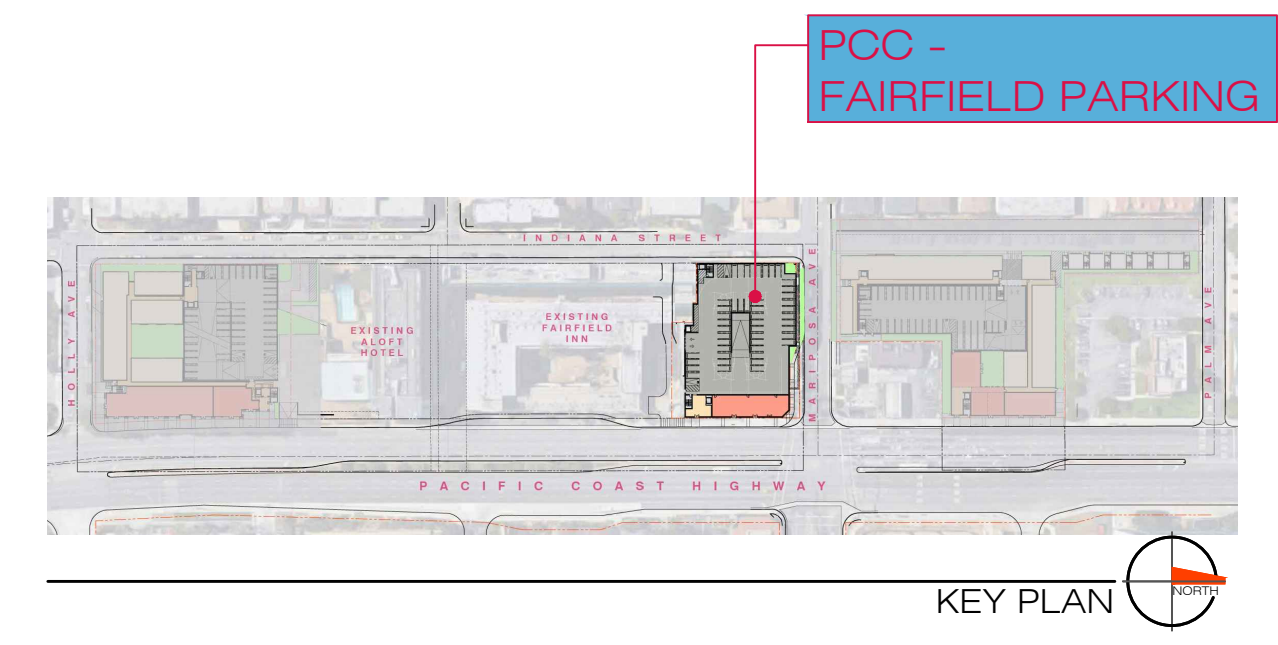 PCC -
FAIRFIELD PARKING
INDIANA STREET
HOLLY AVE
EXISTING
ALOFT
HOTEL
EXISTING
FAIRFIELD
INN
MARIPOSA AVE
PALM AVE
PACIFIC COAST HIGHWAY
KEY PLAN
NORTH